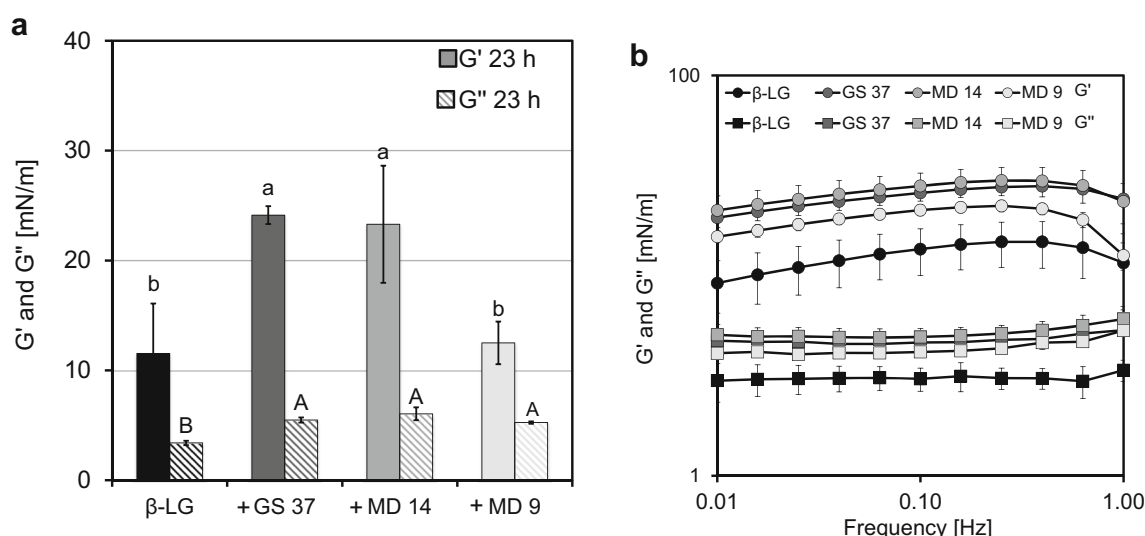 a
40
30
20
10
0
G' and G" [mN/m]
G' 23 h
G" 23 h
b
B
a
A
a
A
b
A
β-LG
+ GS 37
+ MD 14
+ MD 9
b
100
1
G' and G" [mN/m]
β-LG GS 37 MD 14 MD 9 G'
β-LG GS 37 MD 14 MD 9 G"
0.01 0.10 1.00
Frequency [Hz]